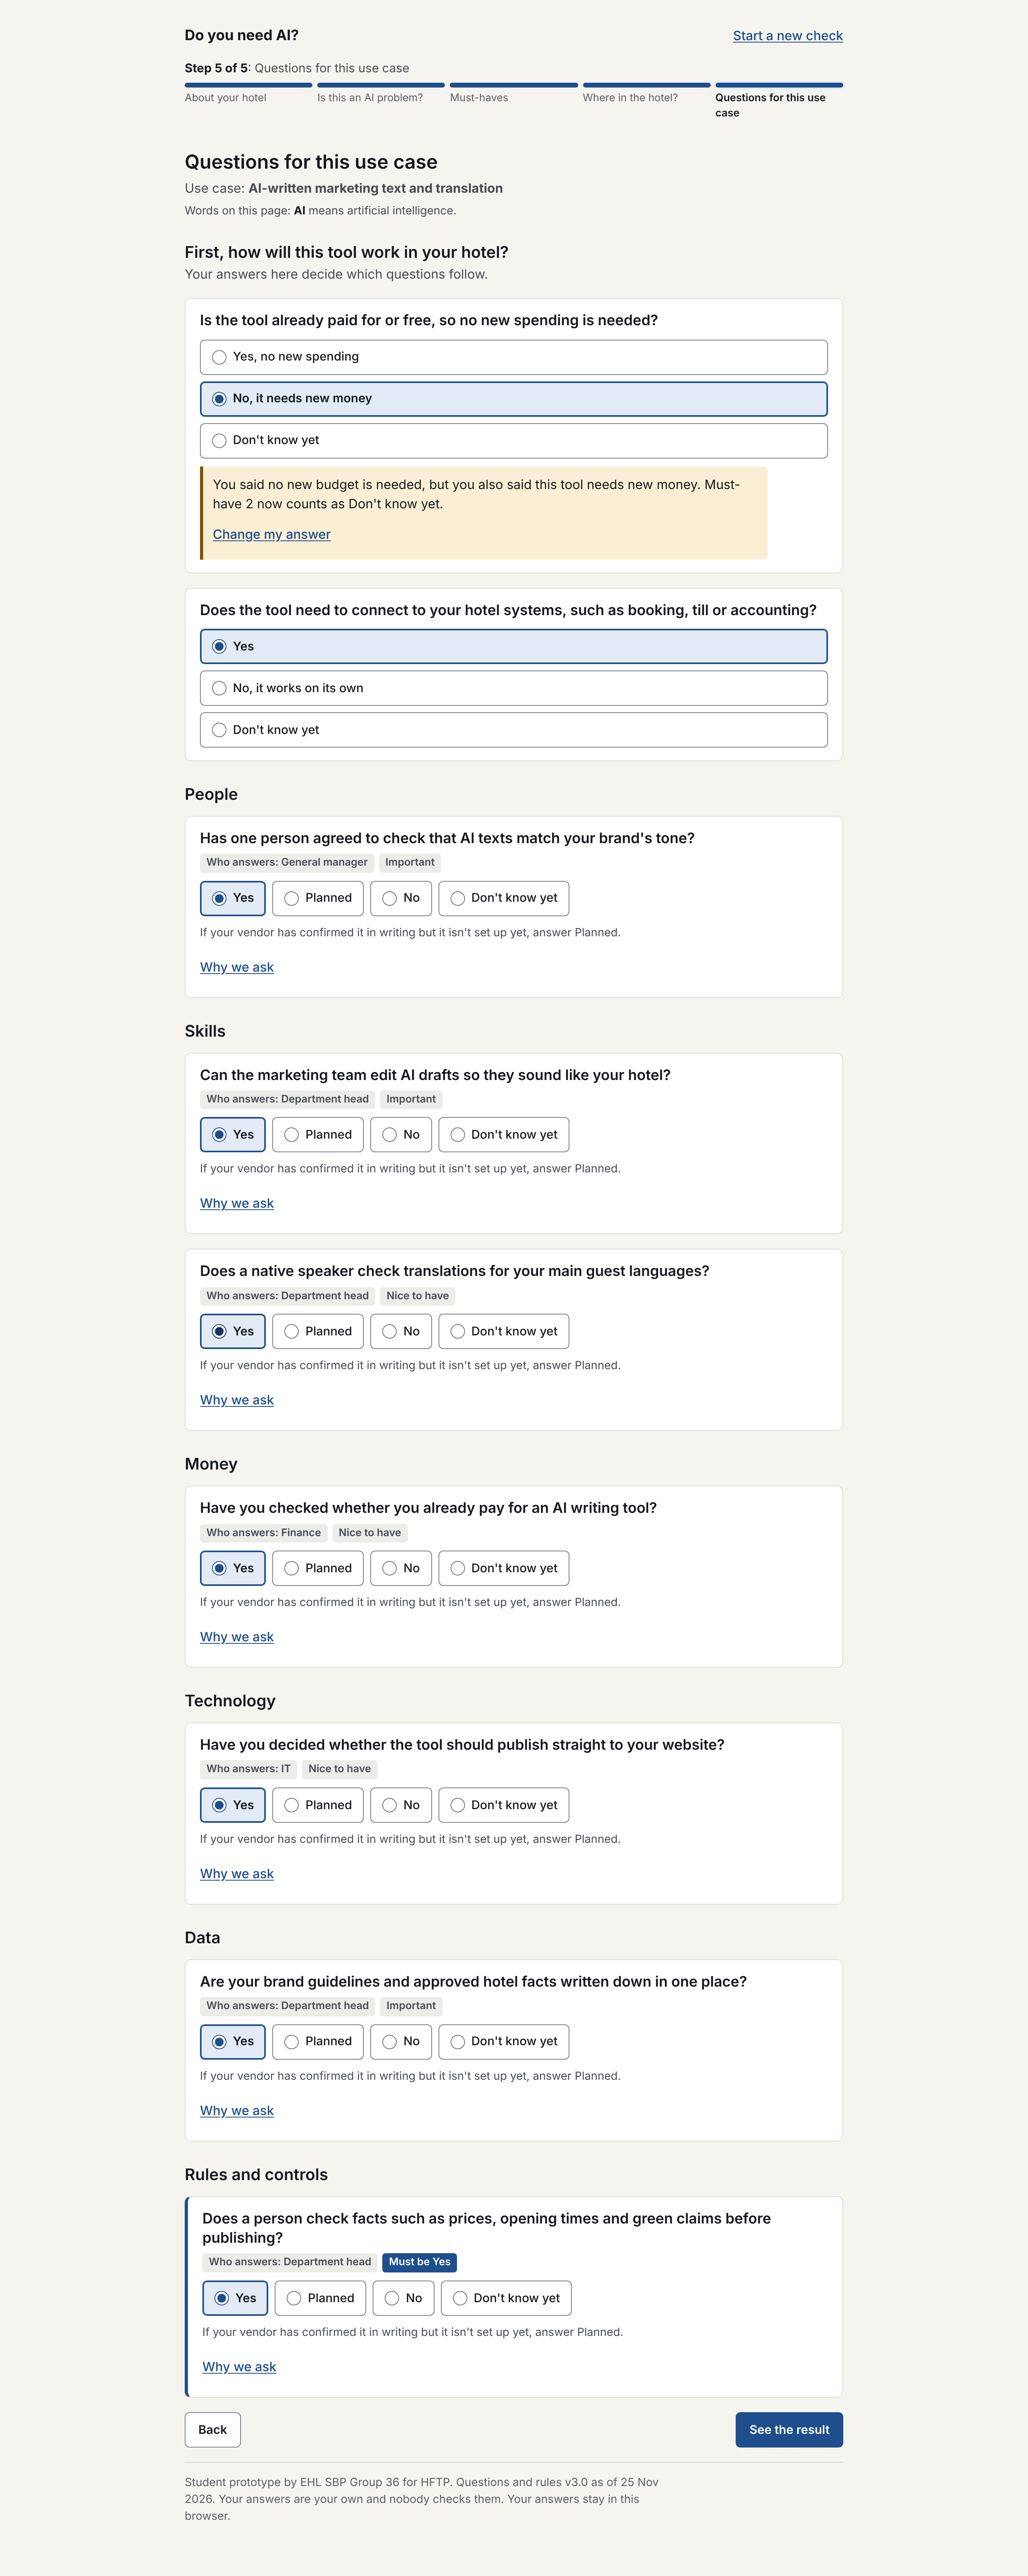 Do you need AI?
Start a new check
Step 5 of 5: Questions for this use case
About your hotel
Is this an AI problem?
Must-haves
Where in the hotel?
Questions for this use
case
Questions for this use case
Use case: AI-written marketing text and translation
Words on this page: AI means artificial intelligence.
First, how will this tool work in your hotel?
Your answers here decide which questions follow.
Is the tool already paid for or free, so no new spending is needed?
Yes, no new spending
No, it needs new money
Don't know yet
You said no new budget is needed, but you also said this tool needs new money. Must-
have 2 now counts as Don't know yet.
Change my answer
Does the tool need to connect to your hotel systems, such as booking, till or accounting?
Yes
No, it works on its own
Don't know yet
People
Has one person agreed to check that AI texts match your brand's tone?
Who answers: General manager Important
Yes Planned No Don't know yet
If your vendor has confirmed it in writing but it isn't set up yet, answer Planned.
Why we ask
Skills
Can the marketing team edit AI drafts so they sound like your hotel?
Who answers: Department head Important
Yes Planned No Don't know yet
If your vendor has confirmed it in writing but it isn't set up yet, answer Planned.
Why we ask
Does a native speaker check translations for your main guest languages?
Who answers: Department head Nice to have
Yes Planned No Don't know yet
If your vendor has confirmed it in writing but it isn't set up yet, answer Planned.
Why we ask
Money
Have you checked whether you already pay for an AI writing tool?
Who answers: Finance Nice to have
Yes Planned No Don't know yet
If your vendor has confirmed it in writing but it isn't set up yet, answer Planned.
Why we ask
Technology
Have you decided whether the tool should publish straight to your website?
Who answers: IT Nice to have
Yes Planned No Don't know yet
If your vendor has confirmed it in writing but it isn't set up yet, answer Planned.
Why we ask
Data
Are your brand guidelines and approved hotel facts written down in one place?
Who answers: Department head Important
Yes Planned No Don't know yet
If your vendor has confirmed it in writing but it isn't set up yet, answer Planned.
Why we ask
Rules and controls
Does a person check facts such as prices, opening times and green claims before
publishing?
Who answers: Department head Must be Yes
Yes Planned No Don't know yet
If your vendor has confirmed it in writing but it isn't set up yet, answer Planned.
Why we ask
Back
See the result
Student prototype by EHL SBP Group 36 for HFTP. Questions and rules v3.0 as of 25 Nov
2026. Your answers are your own and nobody checks them. Your answers stay in this
browser.